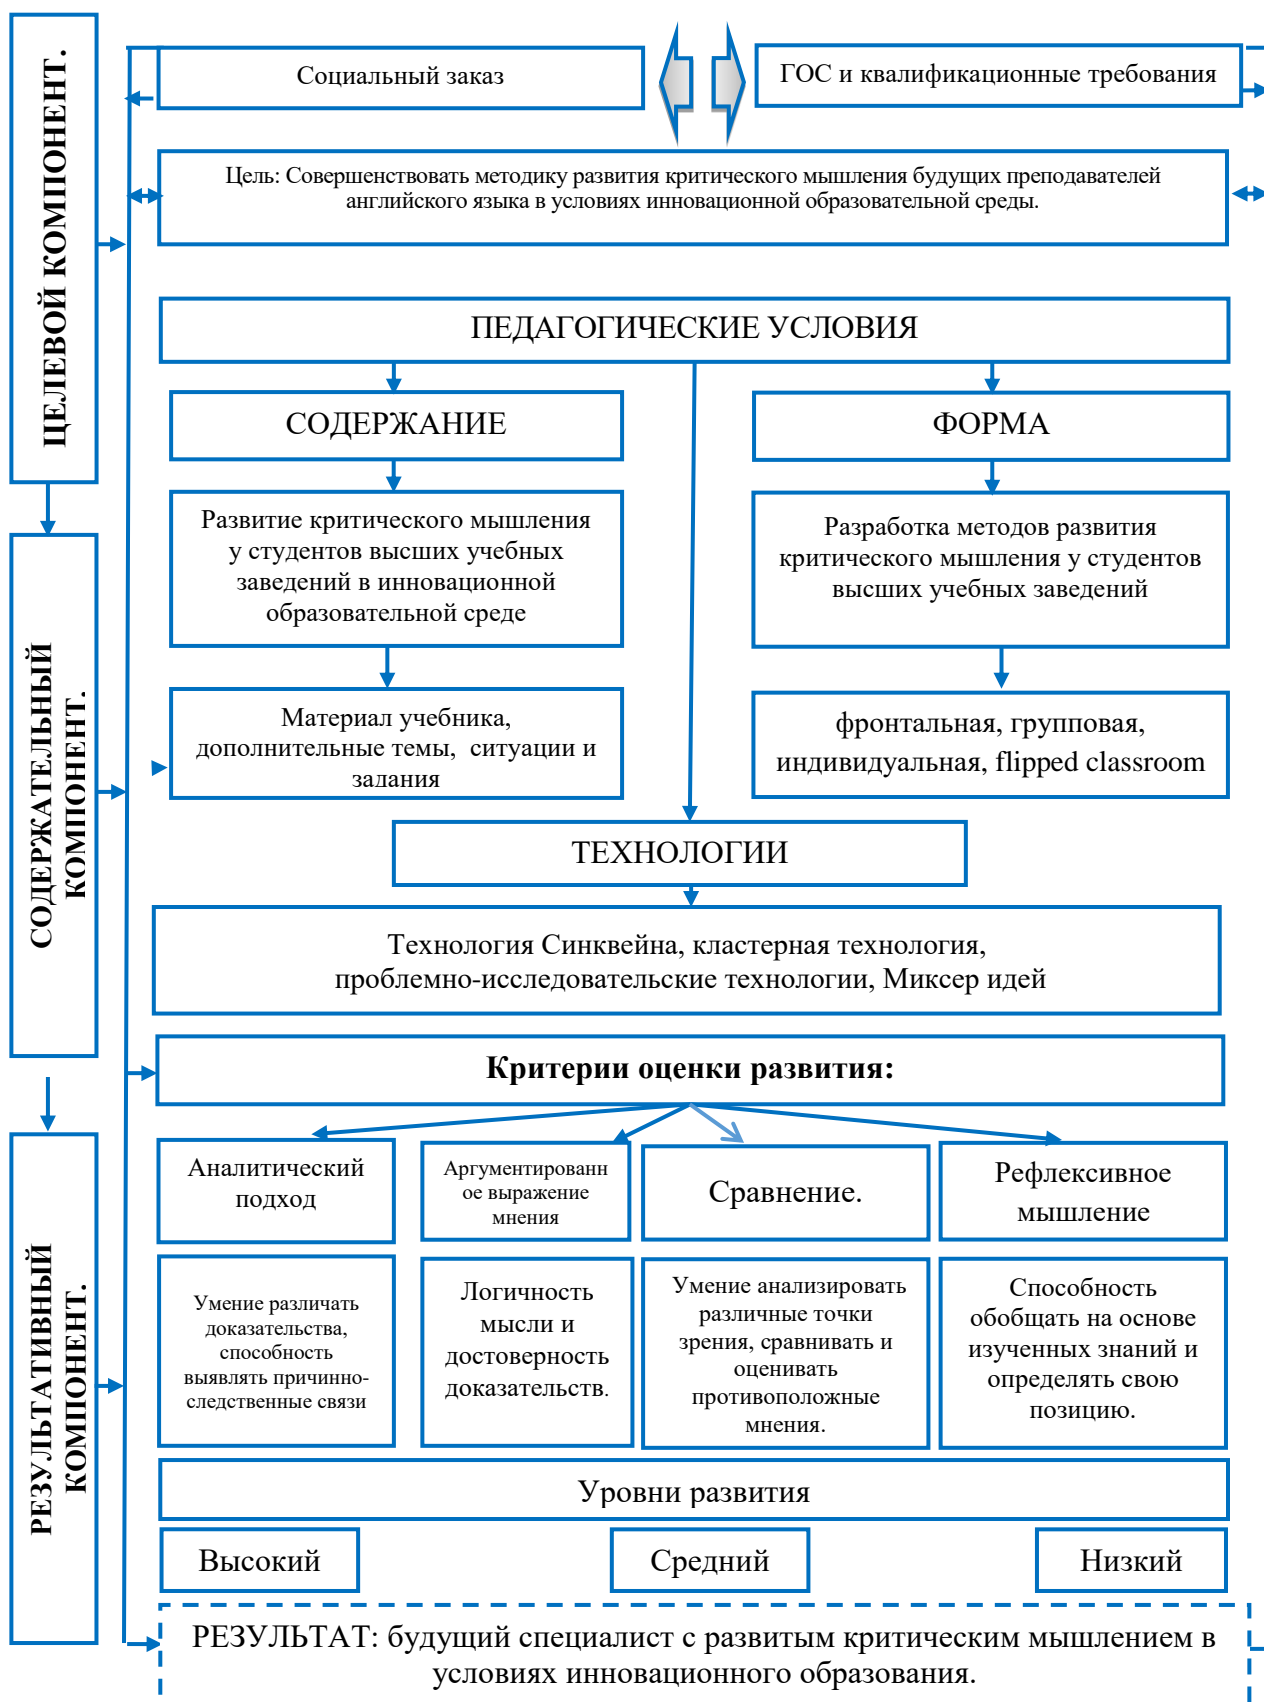 ЦЕЛЕВОЙ КОМПОНЕНТ.
Социальный заказ
ГОС и квалификационные требования
Цель: Совершенствовать методику развития критического мышления будущих преподавателей
английского языка в условиях инновационной образовательной среды.
ПЕДАГОГИЧЕСКИЕ УСЛОВИЯ
СОДЕРЖАНИЕ
ФОРМА
СОДЕРЖАТЕЛЬНЫЙ
КОМПОНЕНТ.
Развитие критического мышления
у студентов высших учебных
заведений в инновационной
образовательной среде
Разработка методов развития
критического мышления у студентов
высших учебных заведений
Материал учебника,
дополнительные темы, ситуации и
задания
фронтальная, групповая,
индивидуальная, flipped classroom
ТЕХНОЛОГИИ
Технология Синквейна, кластерная технология,
проблемно-исследовательские технологии, Миксер идей
Критерии оценки развития:
РЕЗУЛЬТАТИВНЫЙ
КОМПОНЕНТ.
Аналитический
подход
Аргументированн
ое выражение
мнения
Сравнение.
Рефлексивное
мышление
Умение различать
доказательства,
способность
выявлять причинно-
следственные связи
Логичность
мысли и
достоверность
доказательств.
Умение анализировать
различные точки
зрения, сравнивать и
оценивать
противоположные
мнения.
Способность
обобщать на основе
изученных знаний и
определять свою
позицию.
Уровни развития
Высокий
Средний
Низкий
РЕЗУЛЬТАТ: будущий специалист с развитым критическим мышлением в
условиях инновационного образования.